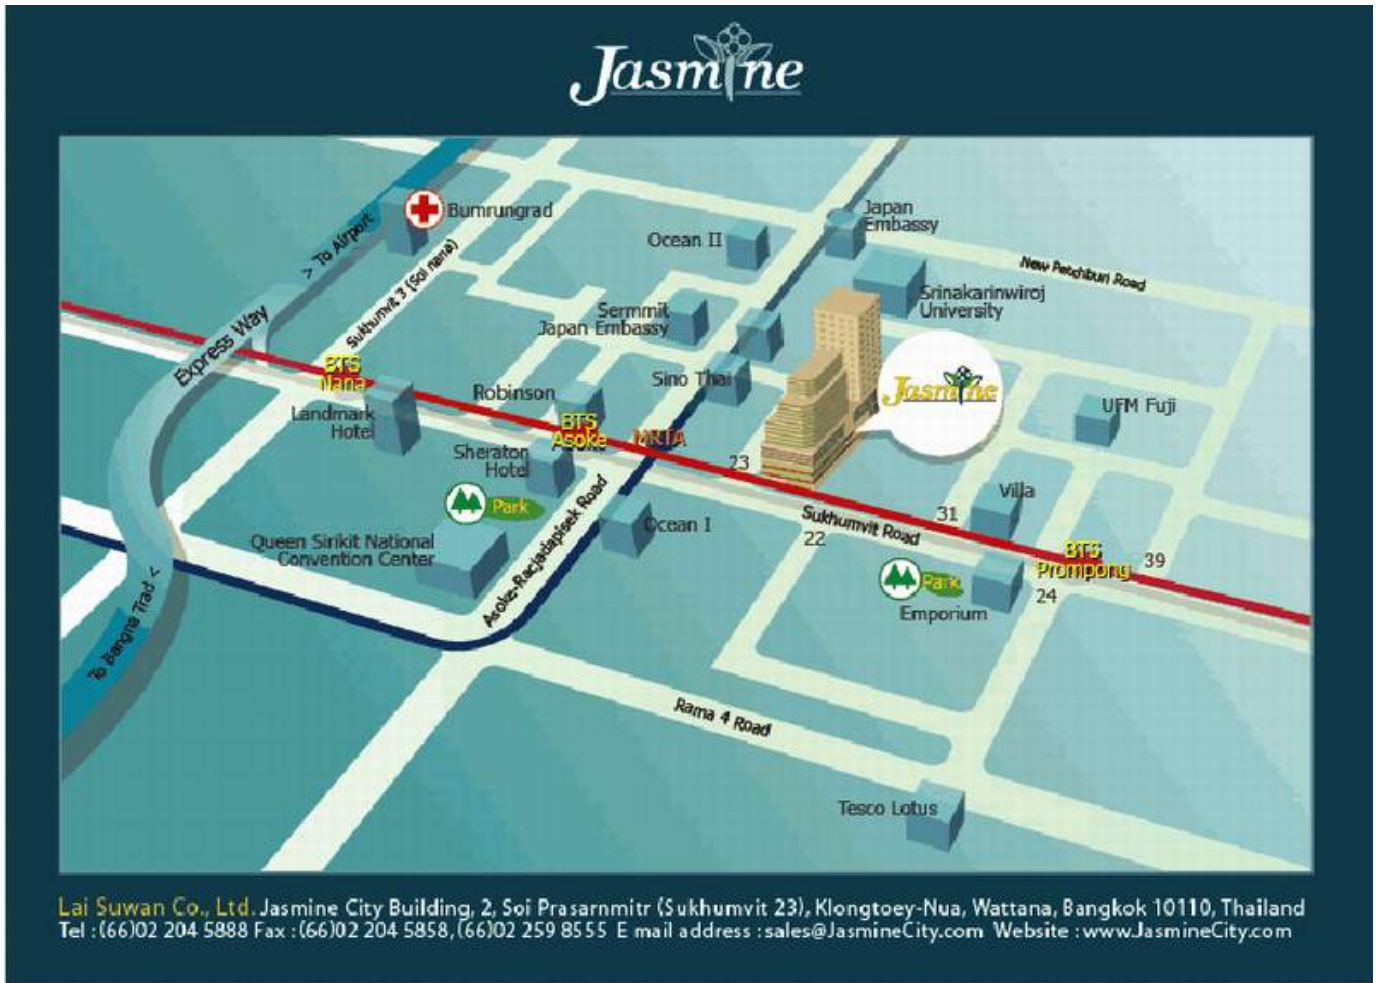 Jasmine
Bumrungrad
> To Airport
Sukhumvit 3 (Soi nana)
Express Way
Japan
Embassy
Ocean II
New Petchburi Road
Srinakarinwiroj
University
Sermmit
Japan Embassy
Sino Thai
Jasmine
UFM Fuji
BTS
Nana
Landmark
Hotel
Robinson
BTS
Asoke
MRTA
Sheraton
Hotel
23
Park
Queen Sirikit National
Convention Center
Asoke-Racjadapisek Road
Ocean I
Sukhumvit Road
22
31
Villa
BTS
Prompong
39
24
Park
Emporium
To Bangna Trad <
Rama 4 Road
Tesco Lotus
Lai Suwan Co., Ltd. Jasmine City Building, 2, Soi Prasarnmitr (Sukhumvit 23), Klongtoey-Nua, Wattana, Bangkok 10110, Thailand
Tel :(66)02 204 5888 Fax :(66)02 204 5858,(66)02 259 8555 E mail address :sales@JasmineCity.com Website :www.JasmineCity.com